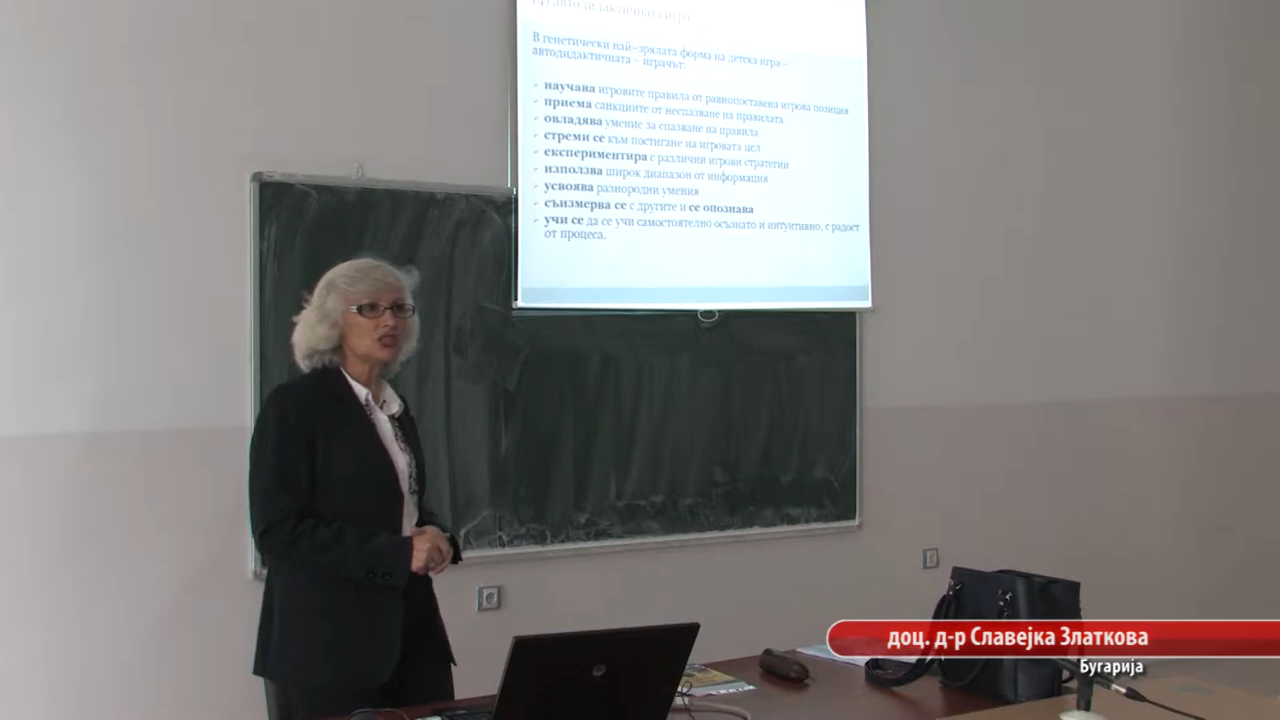 (4) автодидактичната игра
В генетически най-зрялата форма на детска игра –
автодидактичната – играчът:
научава игровите правила от равнопоставена игрова позиция
приема санкциите от неспазване на правилата
овладява умение за спазване на правила
стреми се към постигане на игровата цел
експериментира с различни игрови стратегии
използва широк диапазон от информация
усвоява разнородни умения
съизмерва се с другите и се опознава
учи се да се учи самостоятелно осъзнато и интуитивно, с радост
от процеса.
доц. д-р Славејка Златкова
Бугарија